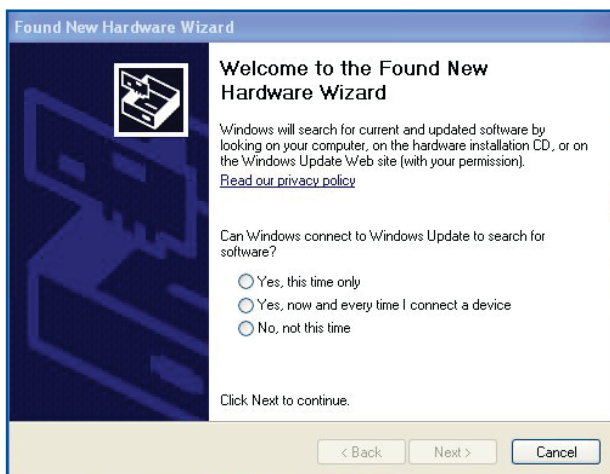 Found New Hardware Wizard
Welcome to the Found New
Hardware Wizard
Windows will search for current and updated software by
looking on your computer, on the hardware installation CD, or on
the Windows Update Web site (with your permission).
Read our privacy policy
Can Windows connect to Windows Update to search for
software?
Yes, this time only
Yes, now and every time I connect a device
No, not this time
Click Next to continue.
< Back
Next >
Cancel